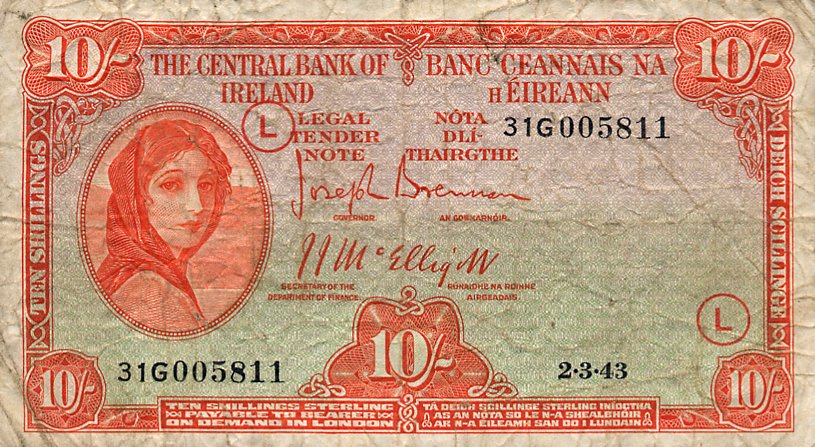 10/-
10/-
THE CENTRAL BANK OF
IRELAND
BANC CEANNAIS NA
H ÉIREANN
L
LEGAL
TENDER
NOTE
NÓTA
DLÍ-
THAIRGTHE
31G005811
TEN SHILLINGS
DEICH SCILLINGE
Joseph Brennan
GOVERNOR.
AN GOBHARNÓIR.
J J McElligott
SECRETARY OF THE
DEPARTMENT OF FINANCE.
RÚNAIDHE NA ROINNE
AIRGEADAIS.
L
31G005811
10/-
2·3·43
10/-
10/-
TEN SHILLINGS STERLING
PAYABLE TO BEARER
ON DEMAND IN LONDON
TÁ DEICH SCILLINGE STERLING INÍOCTHA
AS AN NOTA SO LE N-A SHEALBHÓIR
AR N-A ÉILEAMH SAN DO I LUNDAIN